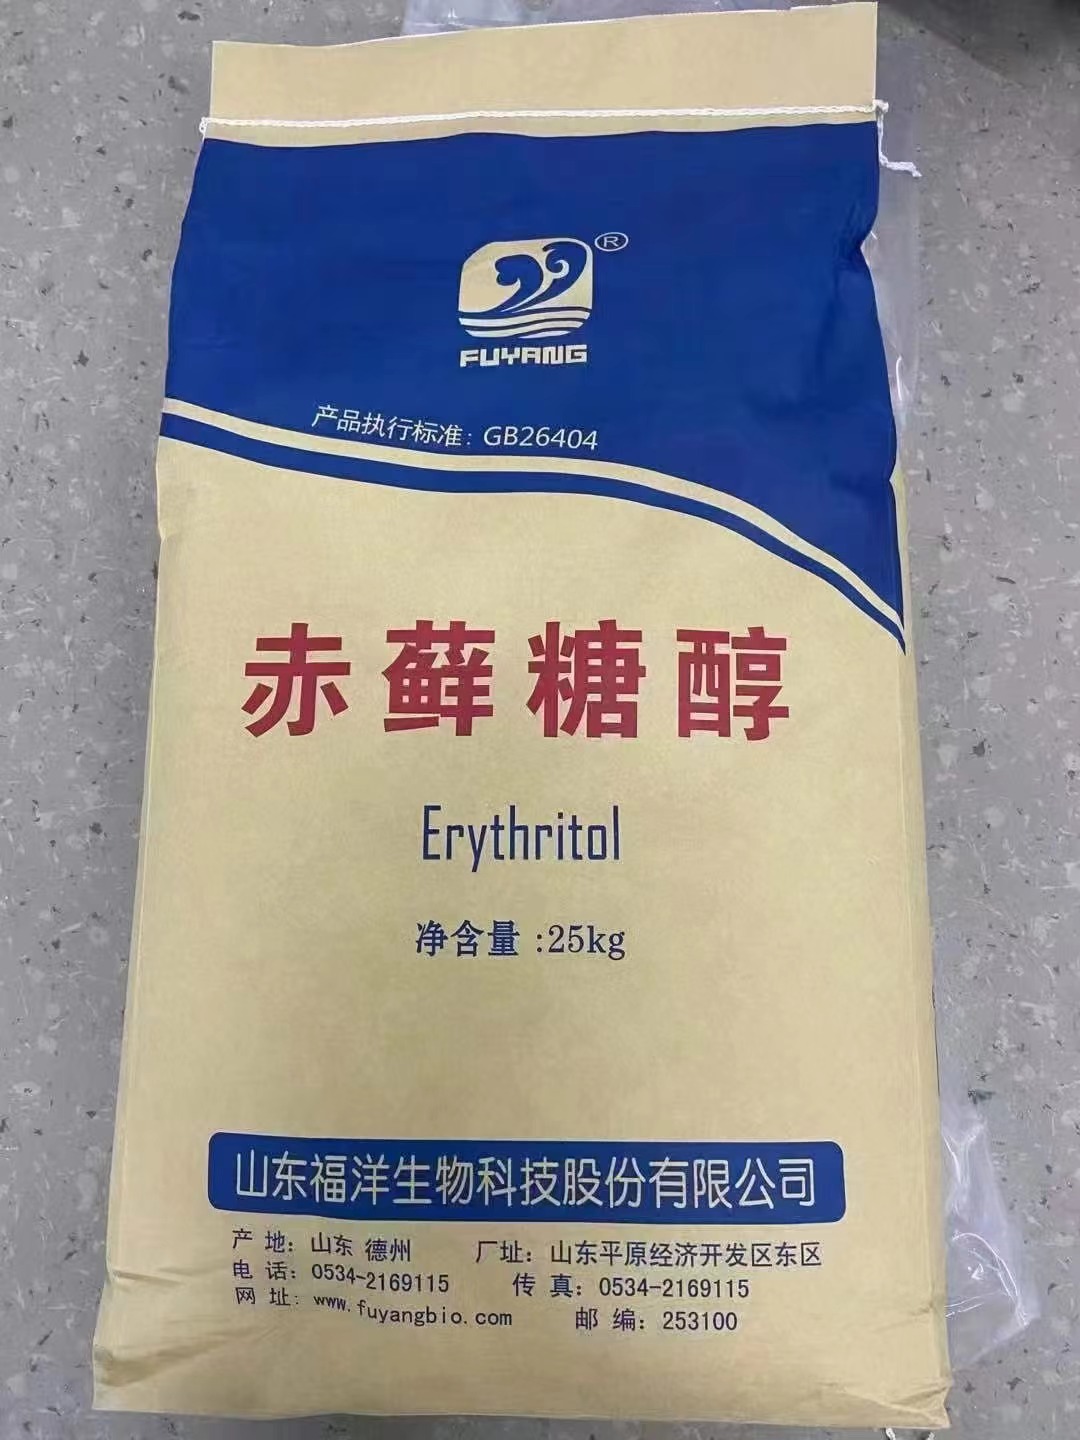 ®
FUYANG
产品执行标准: GB26404
赤藓糖醇
Erythritol
净含量 :25kg
山东福洋生物科技股份有限公司
产 地: 山东 德州 厂址: 山东平原经济开发区东区
电 话: 0534-2169115 传 真: 0534-2169115
网 址: www.fuyangbio.com 邮 编: 253100